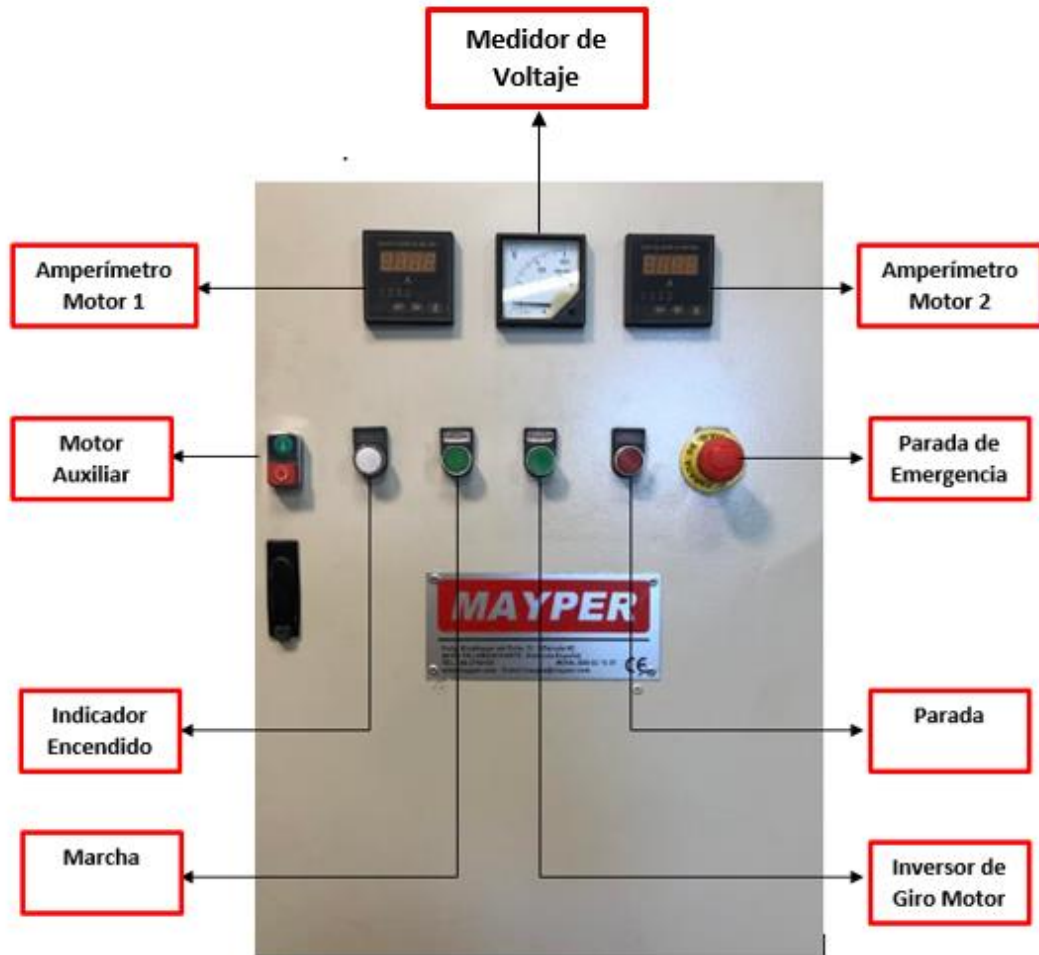 Medidor de
Voltaje
Amperímetro
Motor 1
Amperímetro
Motor 2
A
A
Motor
Auxiliar
Parada de
Emergencia
MAYPER
CE
Indicador
Encendido
Parada
Marcha
Inversor de
Giro Motor